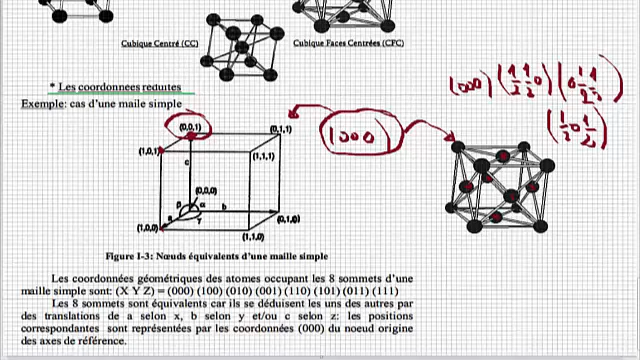 Cubique Centré (CC)
Cubique Faces Centrées (CFC)
* Les coordonnees reduites
Exemple: cas d'une maile simple
(000) (1/2 1/2 0) (0 1/2 1/2)
(1/2 0 1/2)
(000)
(0,0,1)
(0,1,1)
(1,0,1)
(1,1,1)
c
(0,0,0)
β α b
a γ
(0,1,0)
(1,0,0)
(1,1,0)
Figure I-3: Nœuds équivalents d'une maille simple
Les coordonnées géométriques des atomes occupant les 8 sommets d'une
maille simple sont: (X Y Z) = (000) (100) (010) (001) (110) (101) (011) (111)
Les 8 sommets sont équivalents car ils se déduisent les uns des autres par
des translations de a selon x, b selon y et/ou c selon z: les positions
correspondantes sont représentées par les coordonnées (000) du noeud origine
des axes de référence.